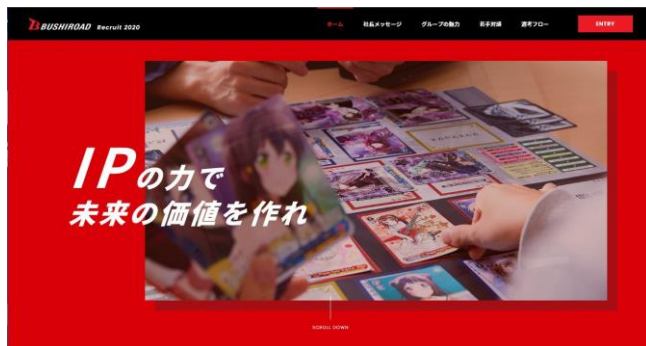 BUSHIROAD Recruit 2020
ホーム
社長メッセージ
グループの魅力
若手対談
選考フロー
ENTRY
IPの力で
未来の価値を作れ
SCROLL DOWN